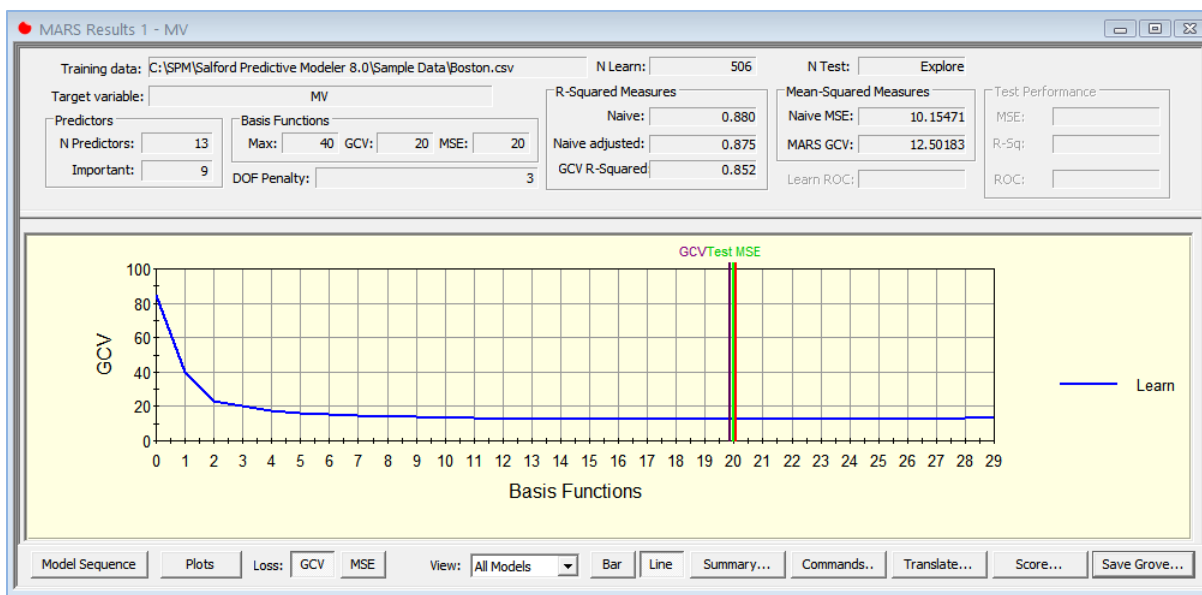 MARS Results 1 - MV
Training data: C:\SPM\Salford Predictive Modeler 8.0\Sample Data\Boston.csv N Learn: 506 N Test: Explore
Target variable: MV
Predictors
N Predictors: 13
Important: 9
Basis Functions
Max: 40 GCV: 20 MSE: 20
DOF Penalty: 3
R-Squared Measures
Naive: 0.880
Naive adjusted: 0.875
GCV R-Squared: 0.852
Mean-Squared Measures
Naive MSE: 10.15471
MARS GCV: 12.50183
Learn ROC:
Test Performance
MSE:
R-Sq:
ROC:
GCVTest MSE
GCV
100
80
60
40
20
0
0 1 2 3 4 5 6 7 8 9 10 11 12 13 14 15 16 17 18 19 20 21 22 23 24 25 26 27 28 29
Basis Functions
Learn
Model Sequence Plots Loss: GCV MSE View: All Models Bar Line Summary... Commands.. Translate... Score... Save Grove...